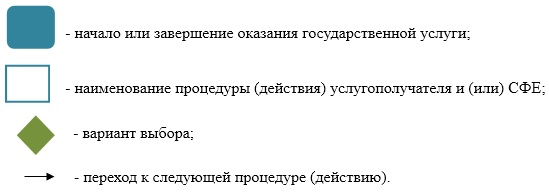 - начало или завершение оказания государственной услуги;
- наименование процедуры (действия) услугополучателя и (или) СФЕ;
- вариант выбора;
- переход к следующей процедуре (действию).